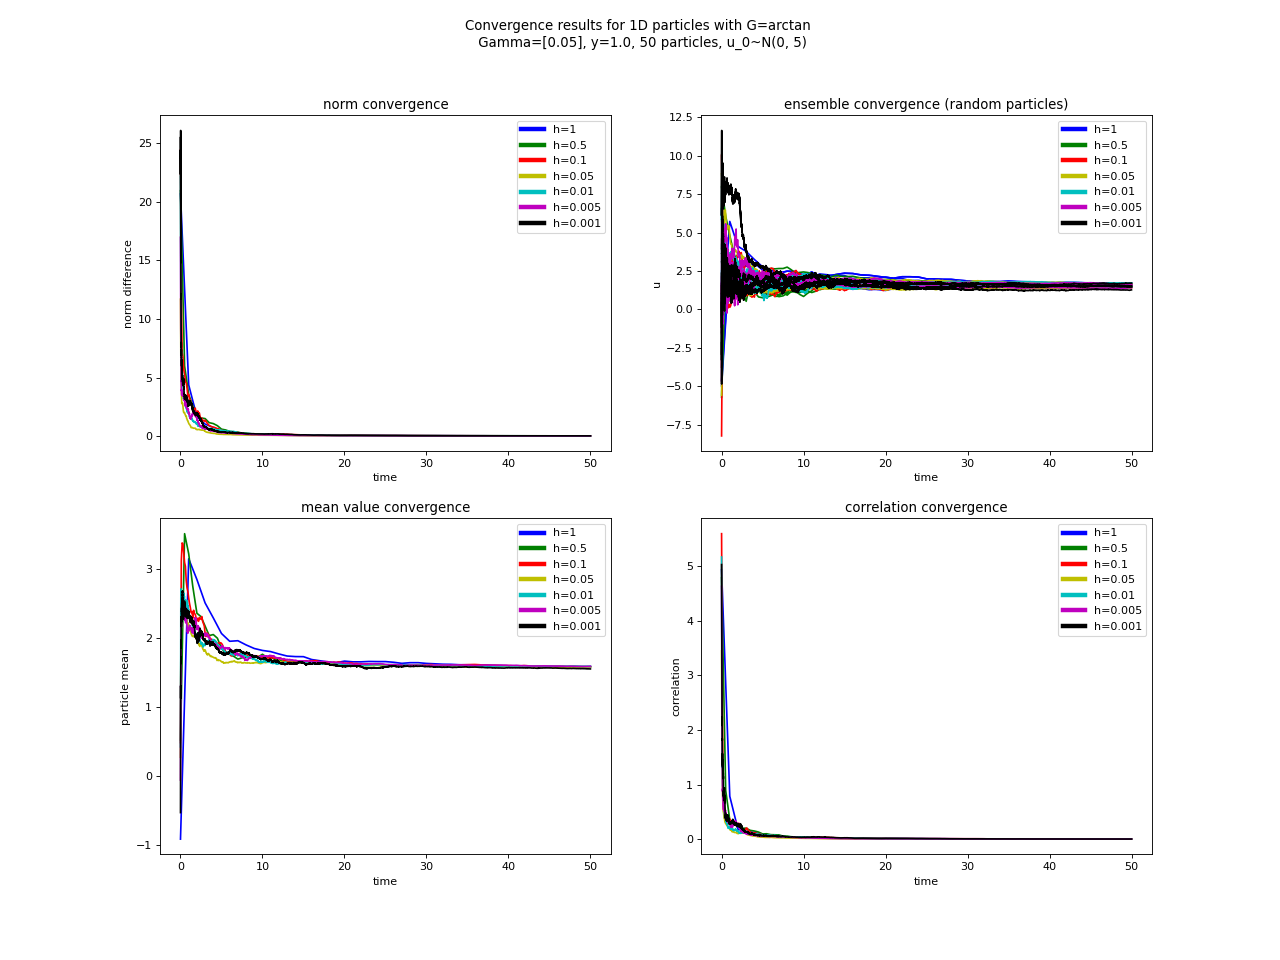 Convergence results for 1D particles with G=arctan
Gamma=[0.05], y=1.0, 50 particles, u_0~N(0, 5)
norm convergence
norm difference
25
20
15
10
5
0
0 10 20 30 40 50
time
h=1
h=0.5
h=0.1
h=0.05
h=0.01
h=0.005
h=0.001
ensemble convergence (random particles)
u
12.5
10.0
7.5
5.0
2.5
0.0
−2.5
−5.0
−7.5
0 10 20 30 40 50
time
h=1
h=0.5
h=0.1
h=0.05
h=0.01
h=0.005
h=0.001
mean value convergence
particle mean
3
2
1
0
−1
0 10 20 30 40 50
time
h=1
h=0.5
h=0.1
h=0.05
h=0.01
h=0.005
h=0.001
correlation convergence
correlation
5
4
3
2
1
0
0 10 20 30 40 50
time
h=1
h=0.5
h=0.1
h=0.05
h=0.01
h=0.005
h=0.001